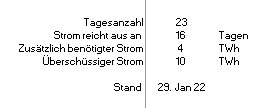 Tagesanzahl 23
Strom reicht aus an 16 Tagen
Zusätzlich benötigter Strom 4 TWh
Überschüssiger Strom 10 TWh
Stand 29. Jan 22